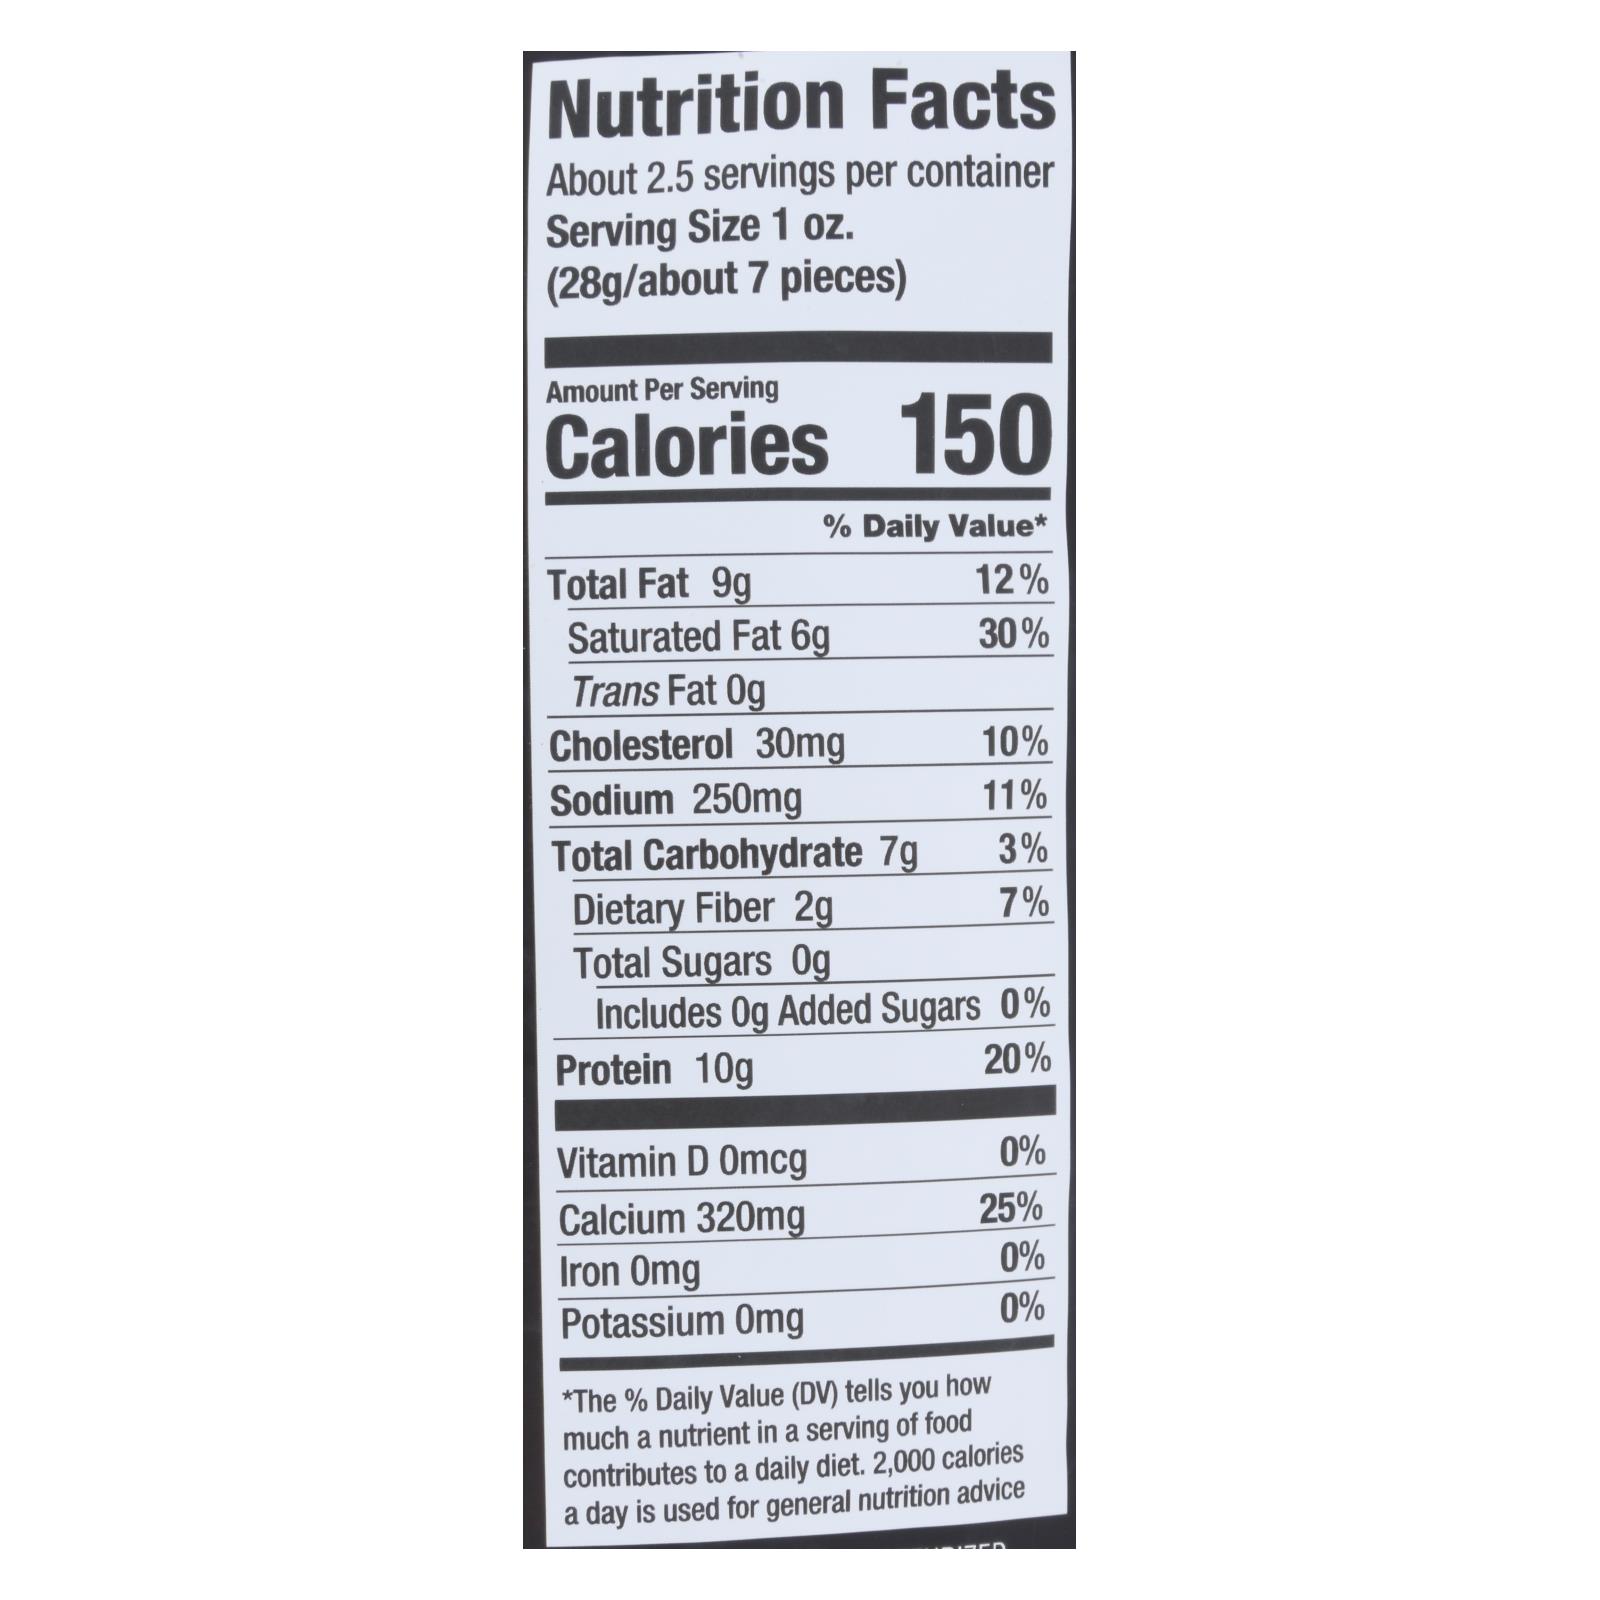 Nutrition Facts
About 2.5 servings per container
Serving Size 1 oz.
(28g/about 7 pieces)
Amount Per Serving
Calories 150
% Daily Value*
Total Fat 9g 12%
Saturated Fat 6g 30%
Trans Fat 0g
Cholesterol 30mg 10%
Sodium 250mg 11%
Total Carbohydrate 7g 3%
Dietary Fiber 2g 7%
Total Sugars 0g
Includes 0g Added Sugars 0%
Protein 10g 20%
Vitamin D 0mcg 0%
Calcium 320mg 25%
Iron 0mg 0%
Potassium 0mg 0%
*The % Daily Value (DV) tells you how
much a nutrient in a serving of food
contributes to a daily diet. 2,000 calories
a day is used for general nutrition advice